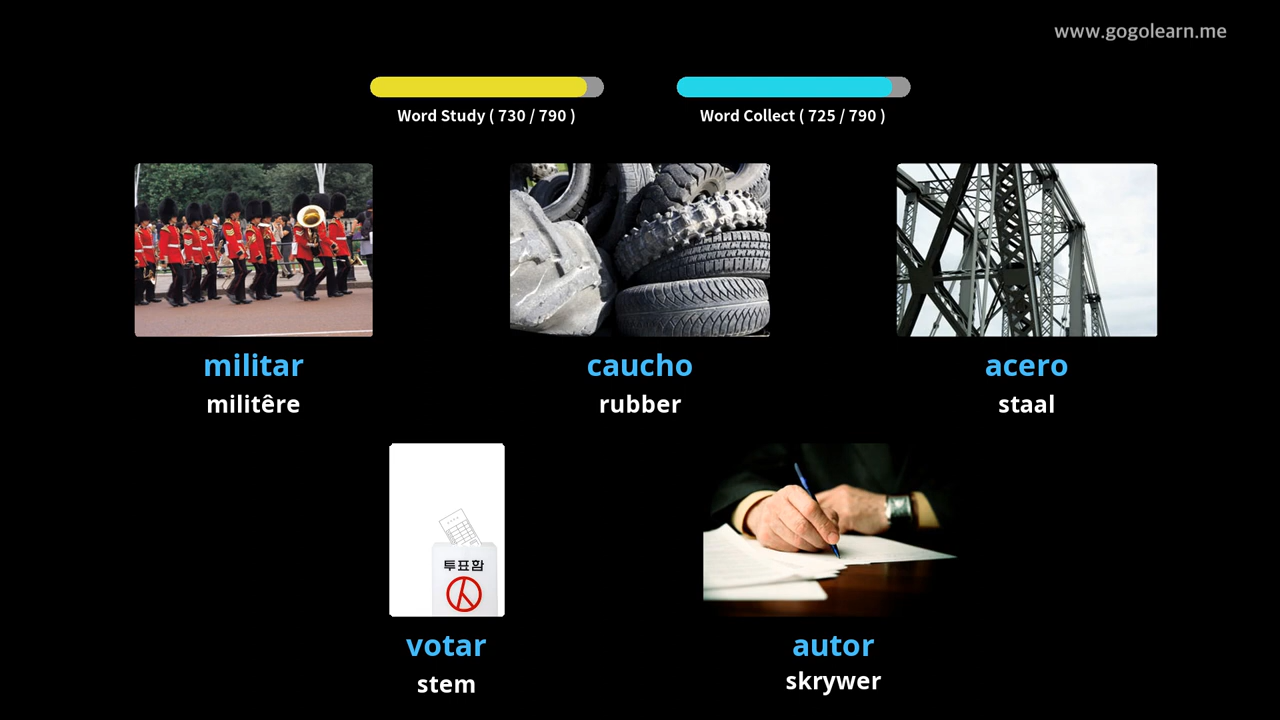 www.gogolearn.me
Word Study ( 730 / 790 )
Word Collect ( 725 / 790 )
militar
militêre
caucho
rubber
acero
staal
투표함
votar
stem
autor
skrywer